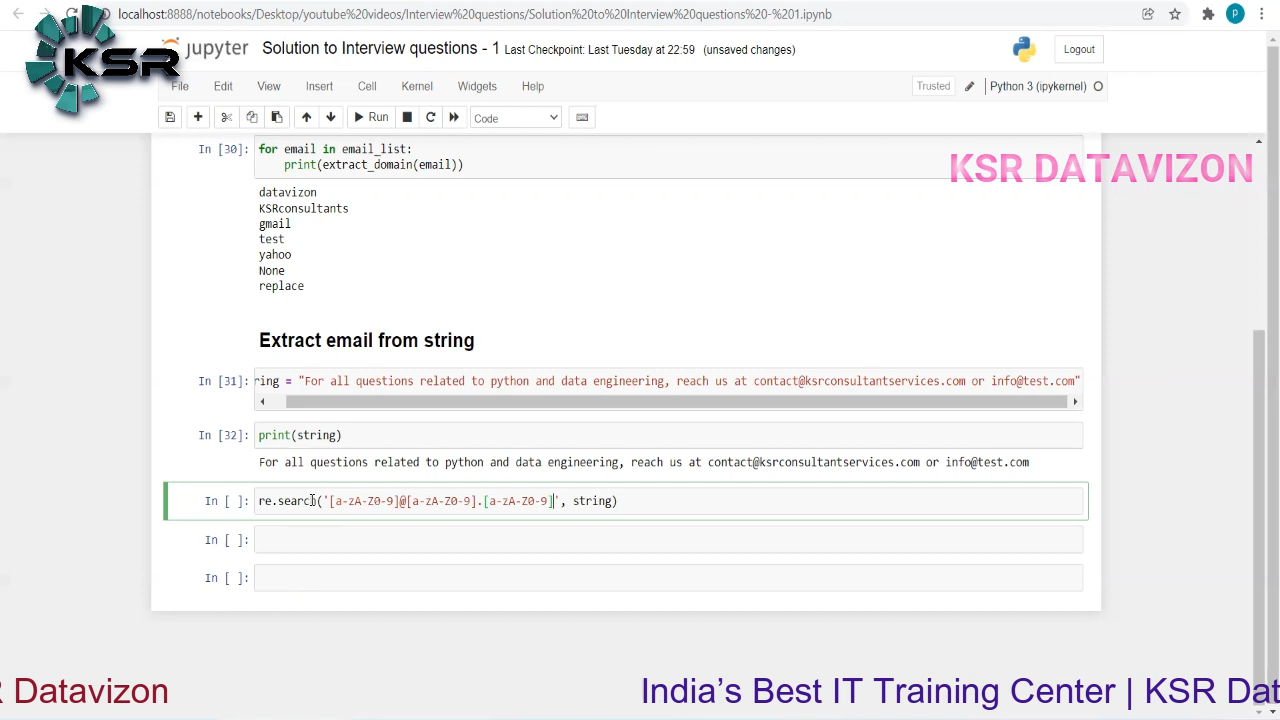 localhost:8888/notebooks/Desktop/youtube%20videos/Interview%20questions/Solution%20to%20Interview%20questions%20-%201.ipynb
KSR
jupyter Solution to Interview questions - 1 Last Checkpoint: Last Tuesday at 22:59 (unsaved changes)
Logout
File Edit View Insert Cell Kernel Widgets Help
Trusted Python 3 (ipykernel)
Run Code
In [30]: for email in email_list:
print(extract_domain(email))
KSR DATAVIZON
datavizon
KSRconsultants
gmail
test
yahoo
None
replace
Extract email from string
In [31]: ring = "For all questions related to python and data engineering, reach us at contact@ksrconsultantservices.com or info@test.com"
In [32]: print(string)
For all questions related to python and data engineering, reach us at contact@ksrconsultantservices.com or info@test.com
In [ ]: re.search('[a-zA-Z0-9]@[a-zA-Z0-9].[a-zA-Z0-9]', string)
In [ ]:
In [ ]:
R Datavizon
India’s Best IT Training Center | KSR Dat